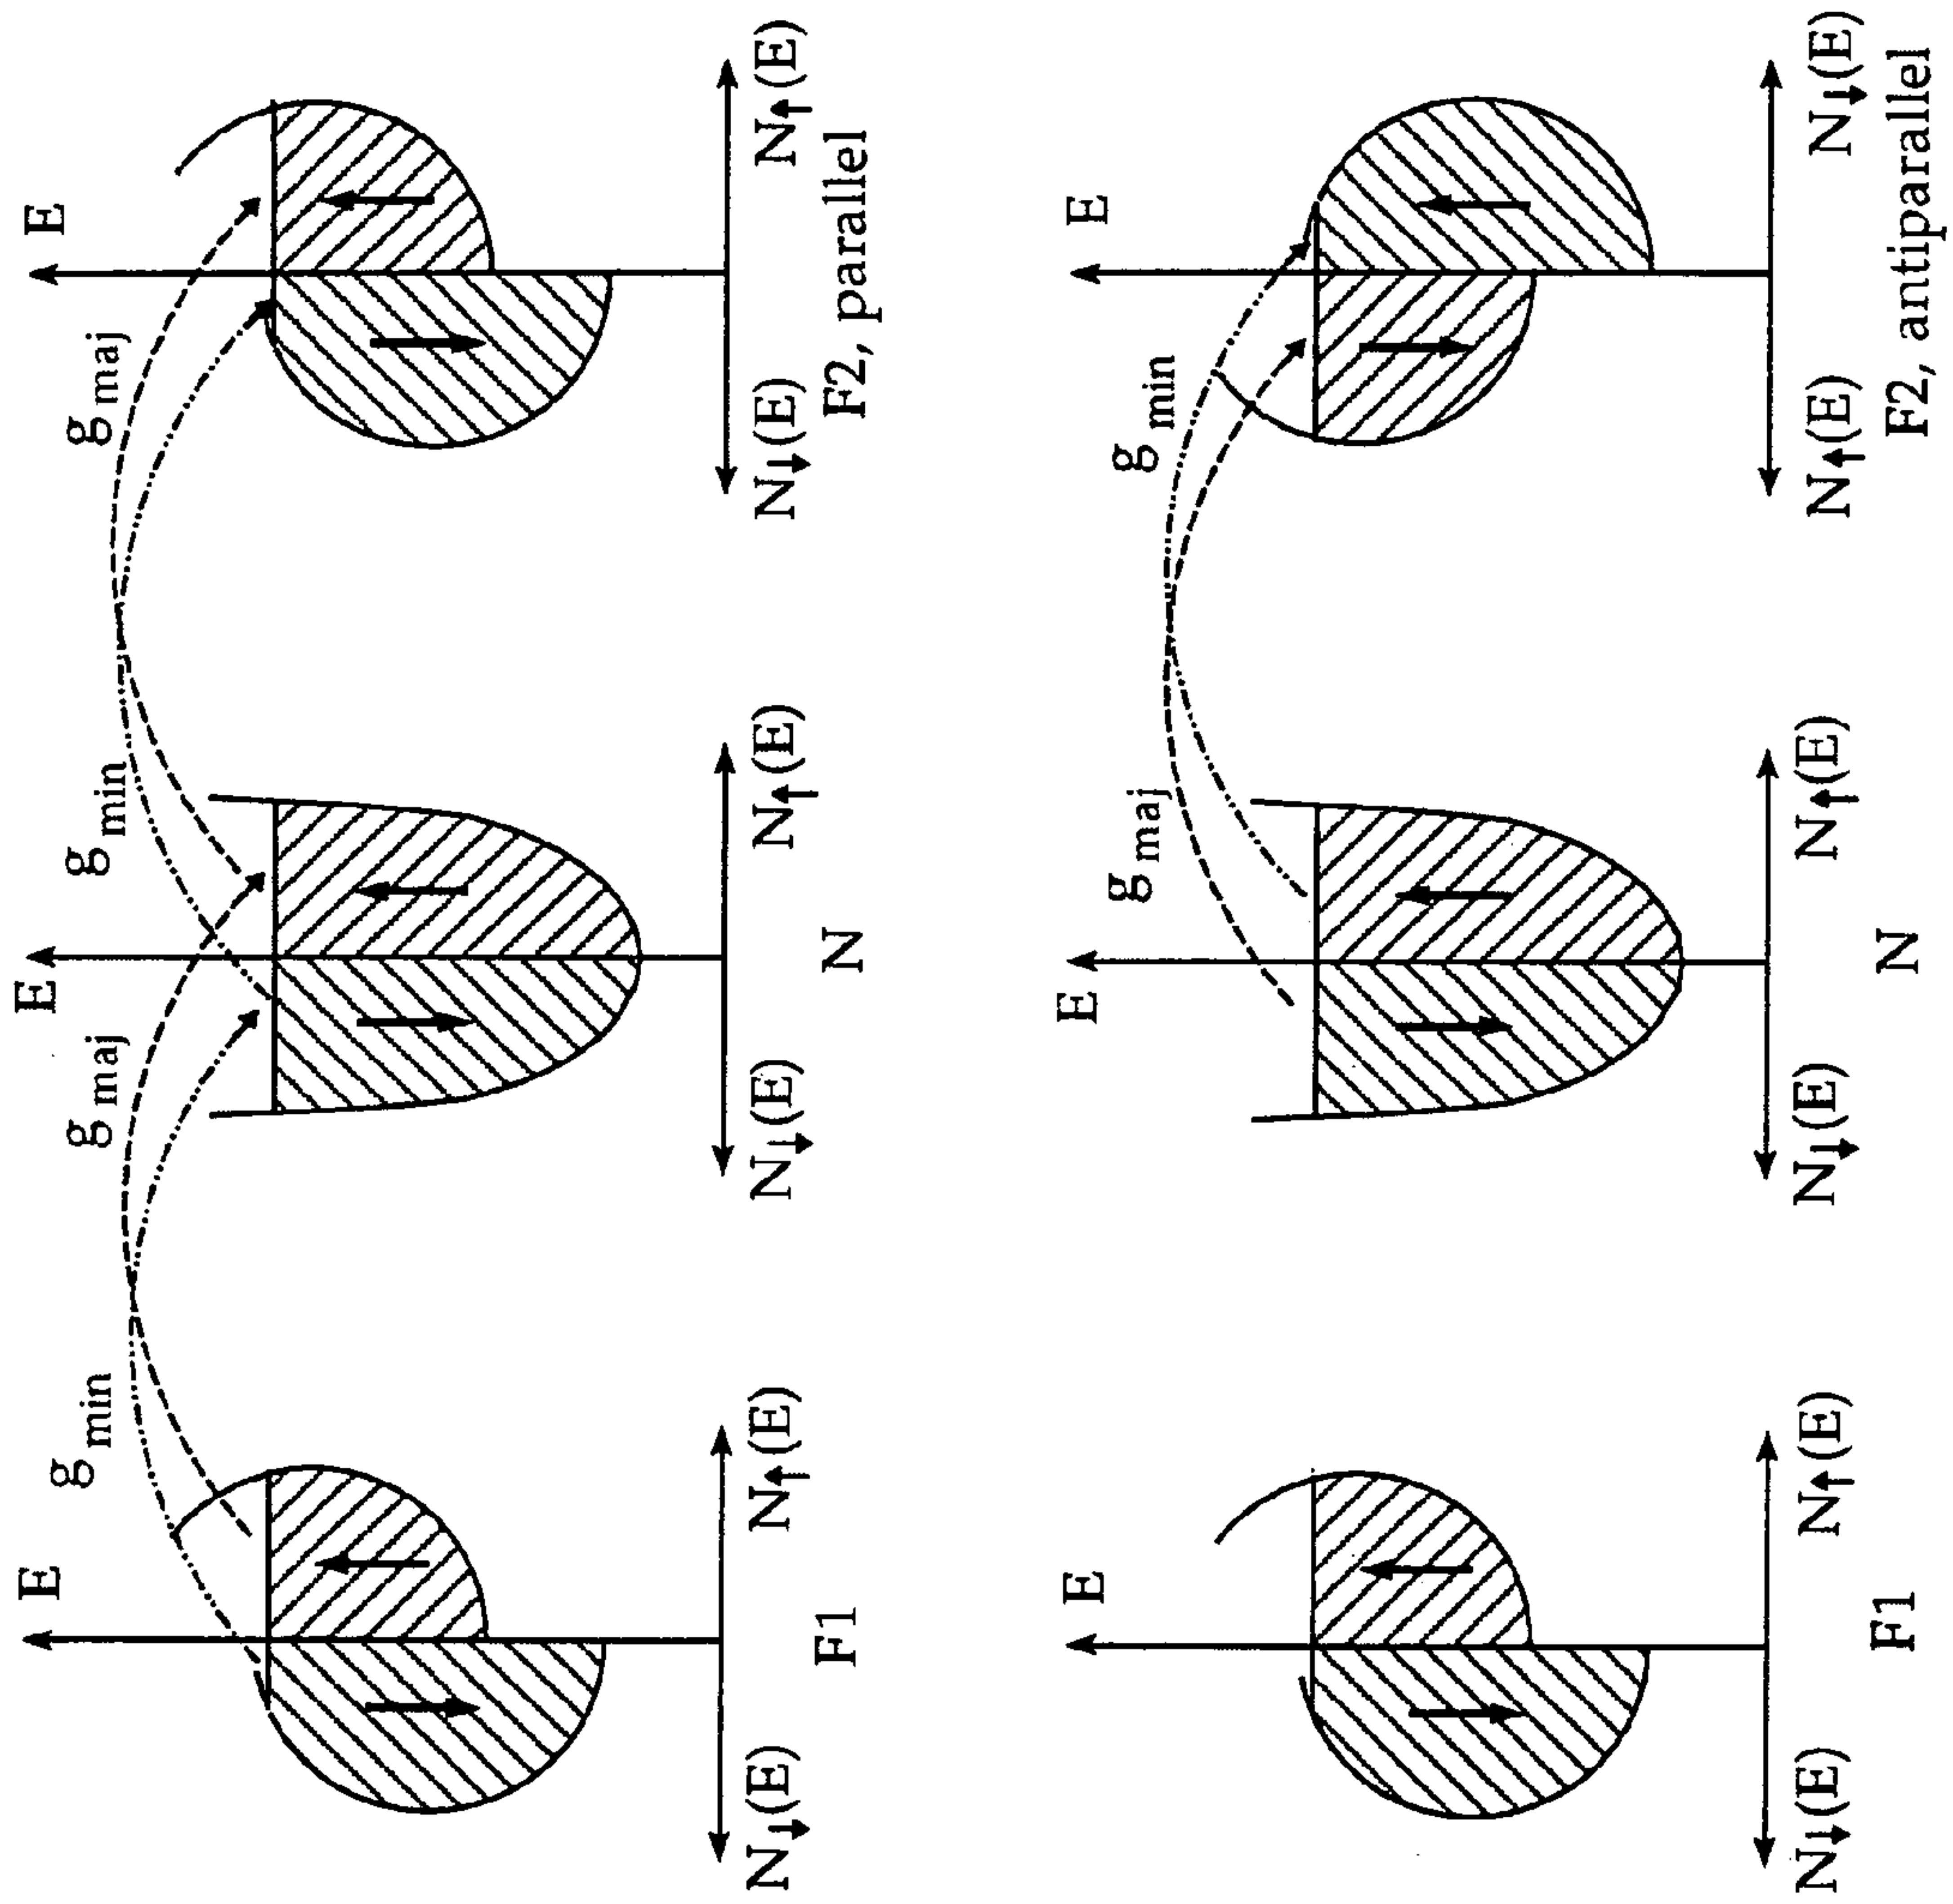 E
E
E
g min
g maj
g min
g maj
N↓(E) N↑(E)
N↓(E) N↑(E)
N↓(E) N↑(E)
F1
N
F2, parallel
E
E
E
g maj
g min
N↓(E) N↑(E)
N↓(E) N↑(E)
N↑(E) N↓(E)
F1
N
F2, antiparallel